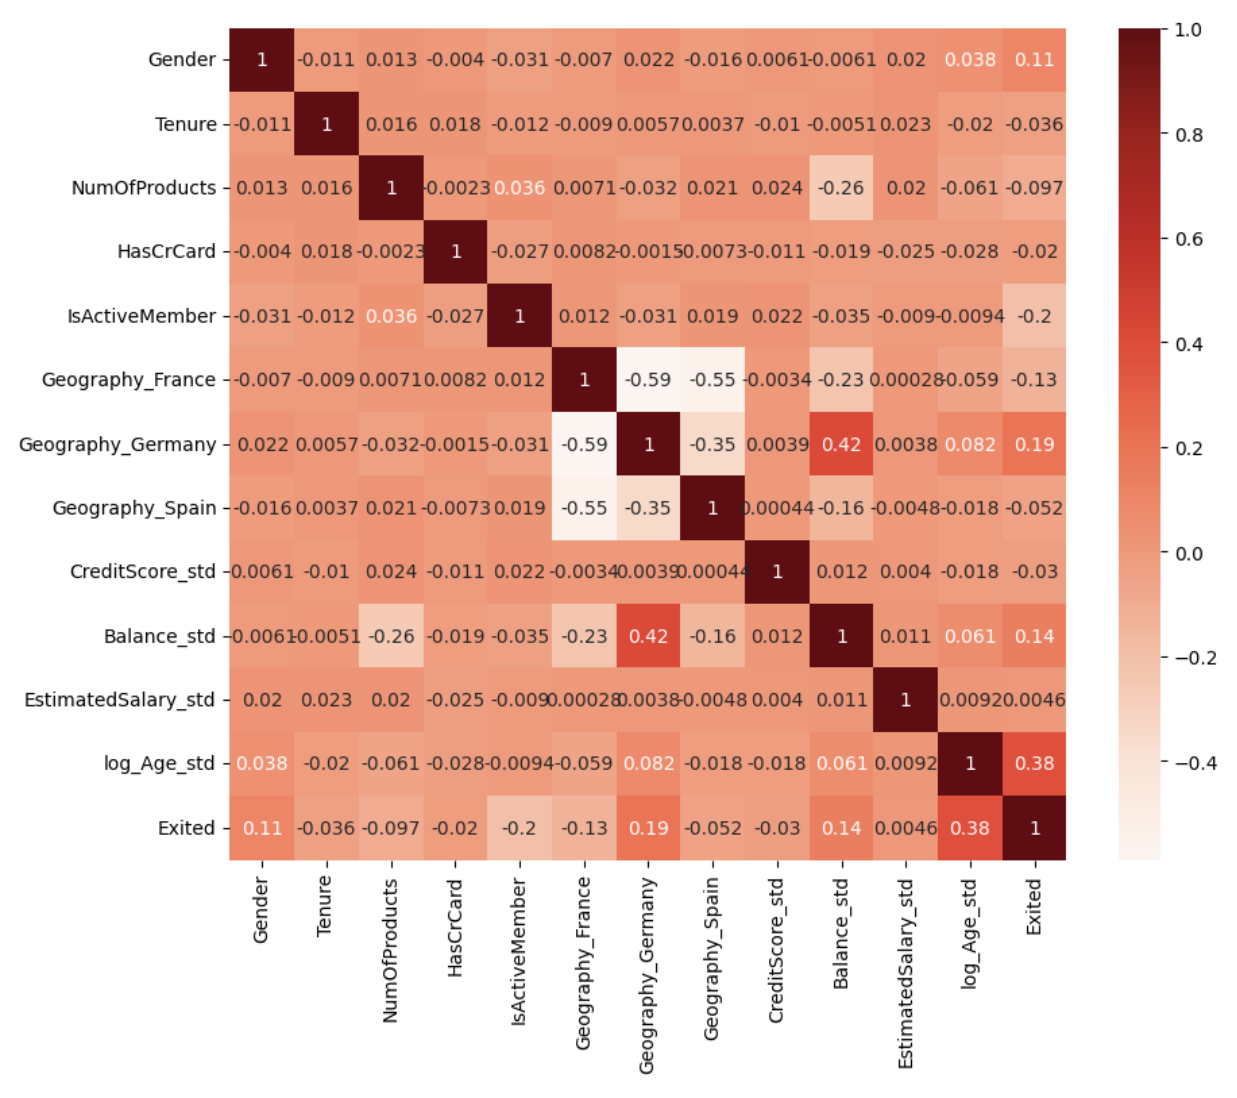 Gender 1 -0.011 0.013 -0.004 -0.031 -0.007 0.022 -0.016 0.0061 -0.0061 0.02 0.038 0.11
Tenure -0.011 1 0.016 0.018 -0.012 -0.009 0.0057 0.0037 -0.01 -0.0051 0.023 -0.02 -0.036
NumOfProducts 0.013 0.016 1 -0.0023 0.036 0.0071 -0.032 0.021 0.024 -0.26 0.02 -0.061 -0.097
HasCrCard -0.004 0.018 -0.0023 1 -0.027 0.0082 -0.0015 -0.0073 -0.011 -0.019 -0.025 -0.028 -0.02
IsActiveMember -0.031 -0.012 0.036 -0.027 1 0.012 -0.031 0.019 0.022 -0.035 -0.009 -0.0094 -0.2
Geography_France -0.007 -0.009 0.0071 0.0082 0.012 1 -0.59 -0.55 -0.0034 -0.23 0.00028 -0.059 -0.13
Geography_Germany 0.022 0.0057 -0.032 -0.0015 -0.031 -0.59 1 -0.35 0.0039 0.42 0.0038 0.082 0.19
Geography_Spain -0.016 0.0037 0.021 -0.0073 0.019 -0.55 -0.35 1 0.00044 -0.16 -0.0048 -0.018 -0.052
CreditScore_std 0.0061 -0.01 0.024 -0.011 0.022 -0.0034 0.0039 0.00044 1 0.012 0.004 -0.018 -0.03
Balance_std -0.0061 -0.0051 -0.26 -0.019 -0.035 -0.23 0.42 -0.16 0.012 1 0.011 0.061 0.14
EstimatedSalary_std 0.02 0.023 0.02 -0.025 -0.009 0.00028 0.0038 -0.0048 0.004 0.011 1 0.0092 0.0046
log_Age_std 0.038 -0.02 -0.061 -0.028 -0.0094 -0.059 0.082 -0.018 -0.018 0.061 0.0092 1 0.38
Exited 0.11 -0.036 -0.097 -0.02 -0.2 -0.13 0.19 -0.052 -0.03 0.14 0.0046 0.38 1
Gender
Tenure
NumOfProducts
HasCrCard
IsActiveMember
Geography_France
Geography_Germany
Geography_Spain
CreditScore_std
Balance_std
EstimatedSalary_std
log_Age_std
Exited
1.0
0.8
0.6
0.4
0.2
0.0
−0.2
−0.4